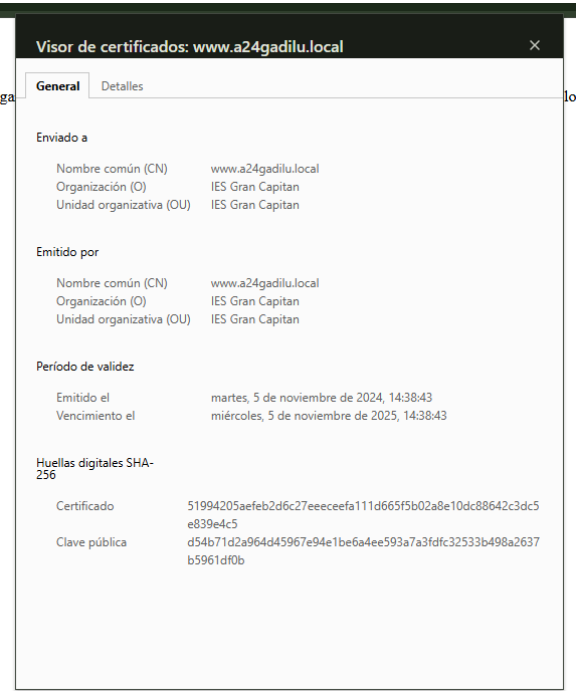 Visor de certificados: www.a24gadilu.local
General Detalles
ga
lo
Enviado a
Nombre común (CN) www.a24gadilu.local
Organización (O) IES Gran Capitan
Unidad organizativa (OU) IES Gran Capitan
Emitido por
Nombre común (CN) www.a24gadilu.local
Organización (O) IES Gran Capitan
Unidad organizativa (OU) IES Gran Capitan
Período de validez
Emitido el martes, 5 de noviembre de 2024, 14:38:43
Vencimiento el miércoles, 5 de noviembre de 2025, 14:38:43
Huellas digitales SHA-
256
Certificado 51994205aefeb2d6c27eeeceefa111d665f5b02a8e10dc88642c3dc5
e839e4c5
Clave pública d54b71d2a964d45967e94e1be6a4ee593a7a3fdfc32533b498a2637
b5961df0b